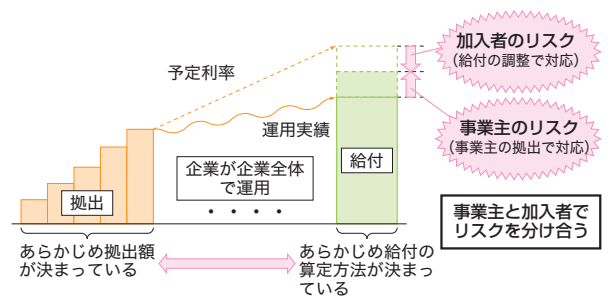 予定利率
運用実績
加入者のリスク
(給付の調整で対応)
事業主のリスク
(事業主の拠出で対応)
拠出
企業が企業全体
で運用
・・・・
給付
事業主と加入者で
リスクを分け合う
あらかじめ拠出額
が決まっている
あらかじめ給付の
算定方法が決まっ
ている